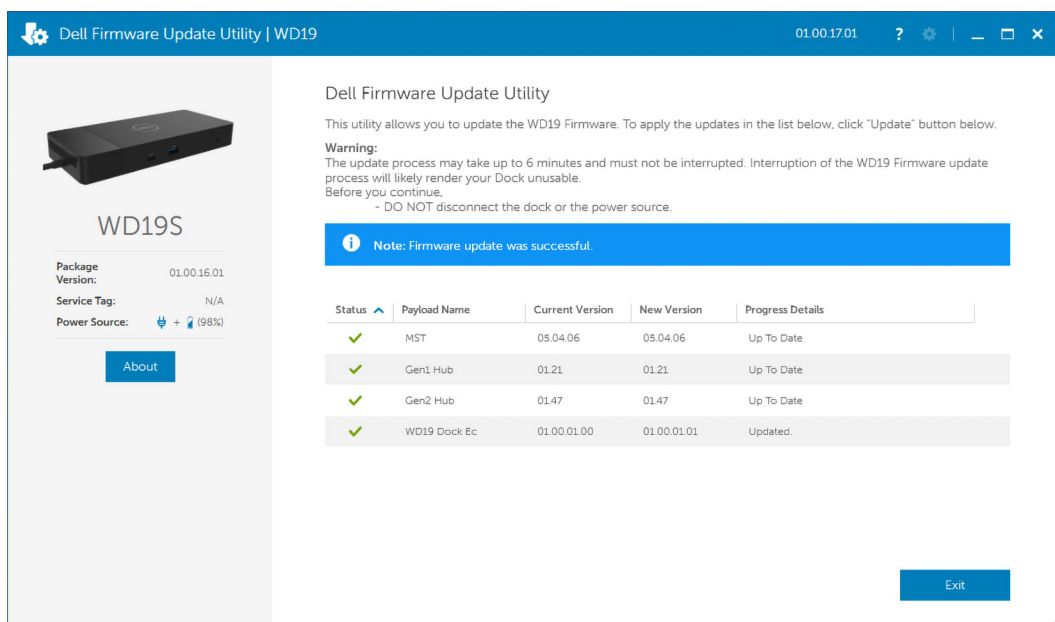 Dell Firmware Update Utility | WD19
01.00.17.01
?
Dell Firmware Update Utility
This utility allows you to update the WD19 Firmware. To apply the updates in the list below, click "Update" button below.
Warning:
The update process may take up to 6 minutes and must not be interrupted. Interruption of the WD19 Firmware update
process will likely render your Dock unusable.
Before you continue,
- DO NOT disconnect the dock or the power source.
Note: Firmware update was successful.
WD19S
Package Version: 01.00.16.01
Service Tag: N/A
Power Source: + (98%)
About
Status Payload Name Current Version New Version Progress Details
MST 05.04.06 05.04.06 Up To Date
Gen1 Hub 01.21 01.21 Up To Date
Gen2 Hub 01.47 01.47 Up To Date
WD19 Dock Ec 01.00.01.00 01.00.01.01 Updated.
Exit